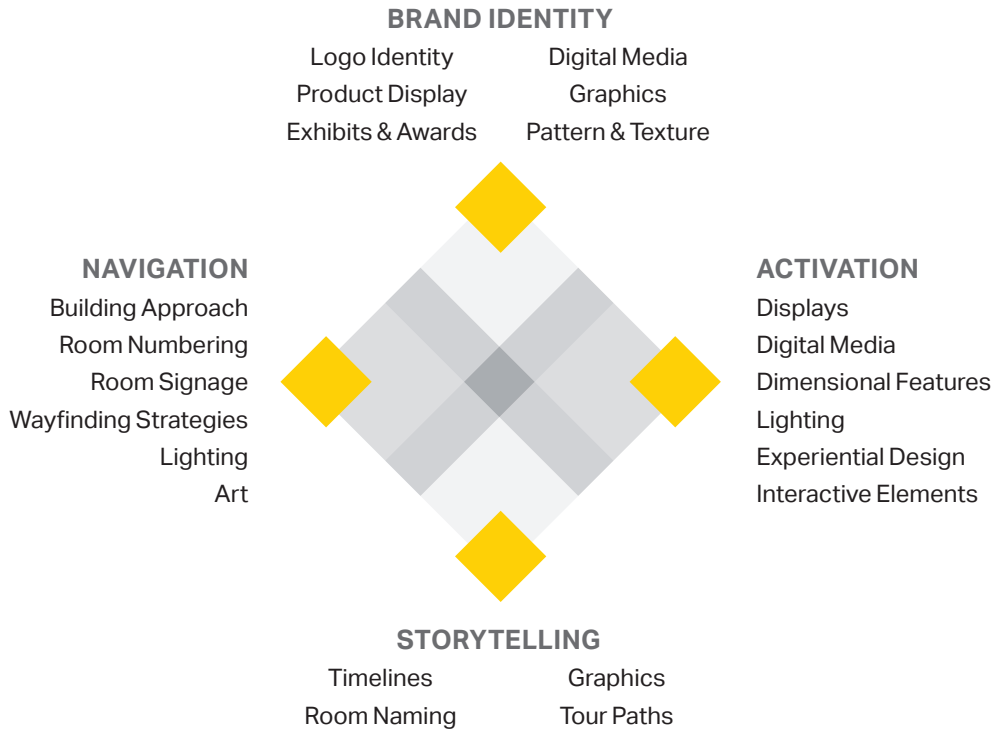 BRAND IDENTITY
Logo Identity
Product Display
Exhibits & Awards
Digital Media
Graphics
Pattern & Texture
NAVIGATION
Building Approach
Room Numbering
Room Signage
Wayfinding Strategies
Lighting
Art
ACTIVATION
Displays
Digital Media
Dimensional Features
Lighting
Experiential Design
Interactive Elements
STORYTELLING
Timelines
Room Naming
Graphics
Tour Paths